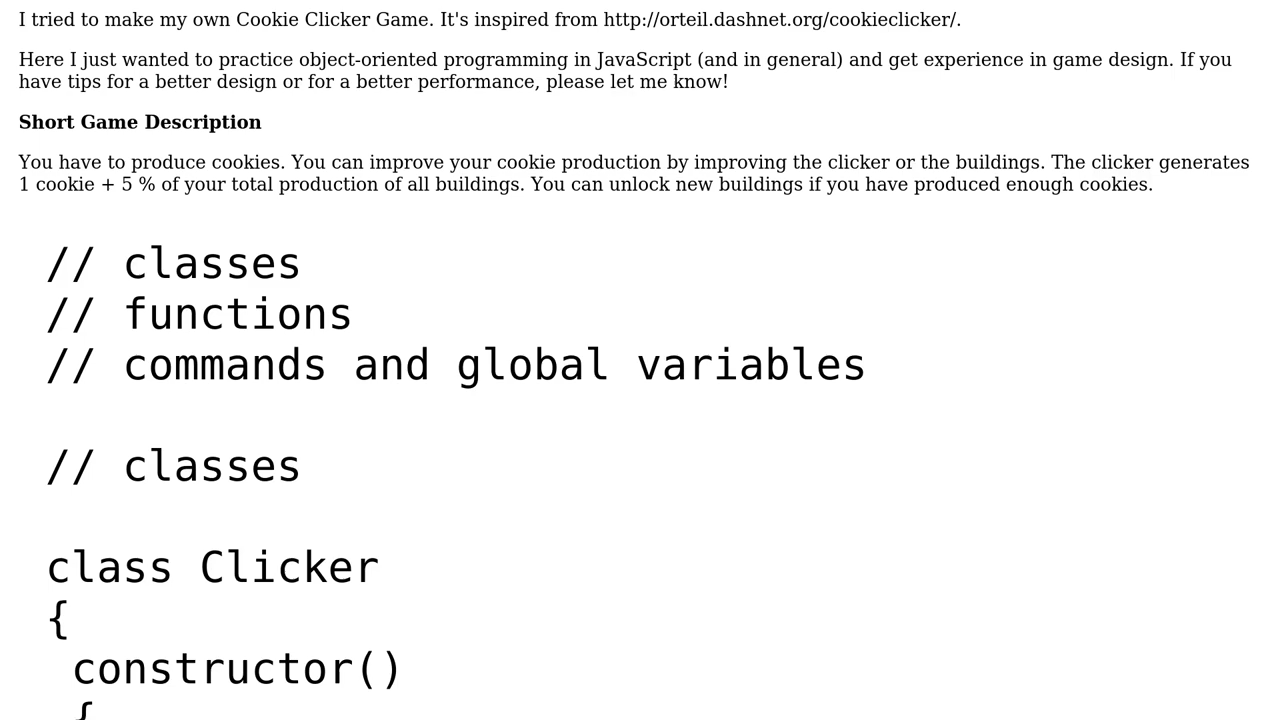 I tried to make my own Cookie Clicker Game. It's inspired from http://orteil.dashnet.org/cookieclicker/.
Here I just wanted to practice object-oriented programming in JavaScript (and in general) and get experience in game design. If you
have tips for a better design or for a better performance, please let me know!
Short Game Description
You have to produce cookies. You can improve your cookie production by improving the clicker or the buildings. The clicker generates
1 cookie + 5 % of your total production of all buildings. You can unlock new buildings if you have produced enough cookies.
// classes
// functions
// commands and global variables
// classes
class Clicker
{
constructor()
{